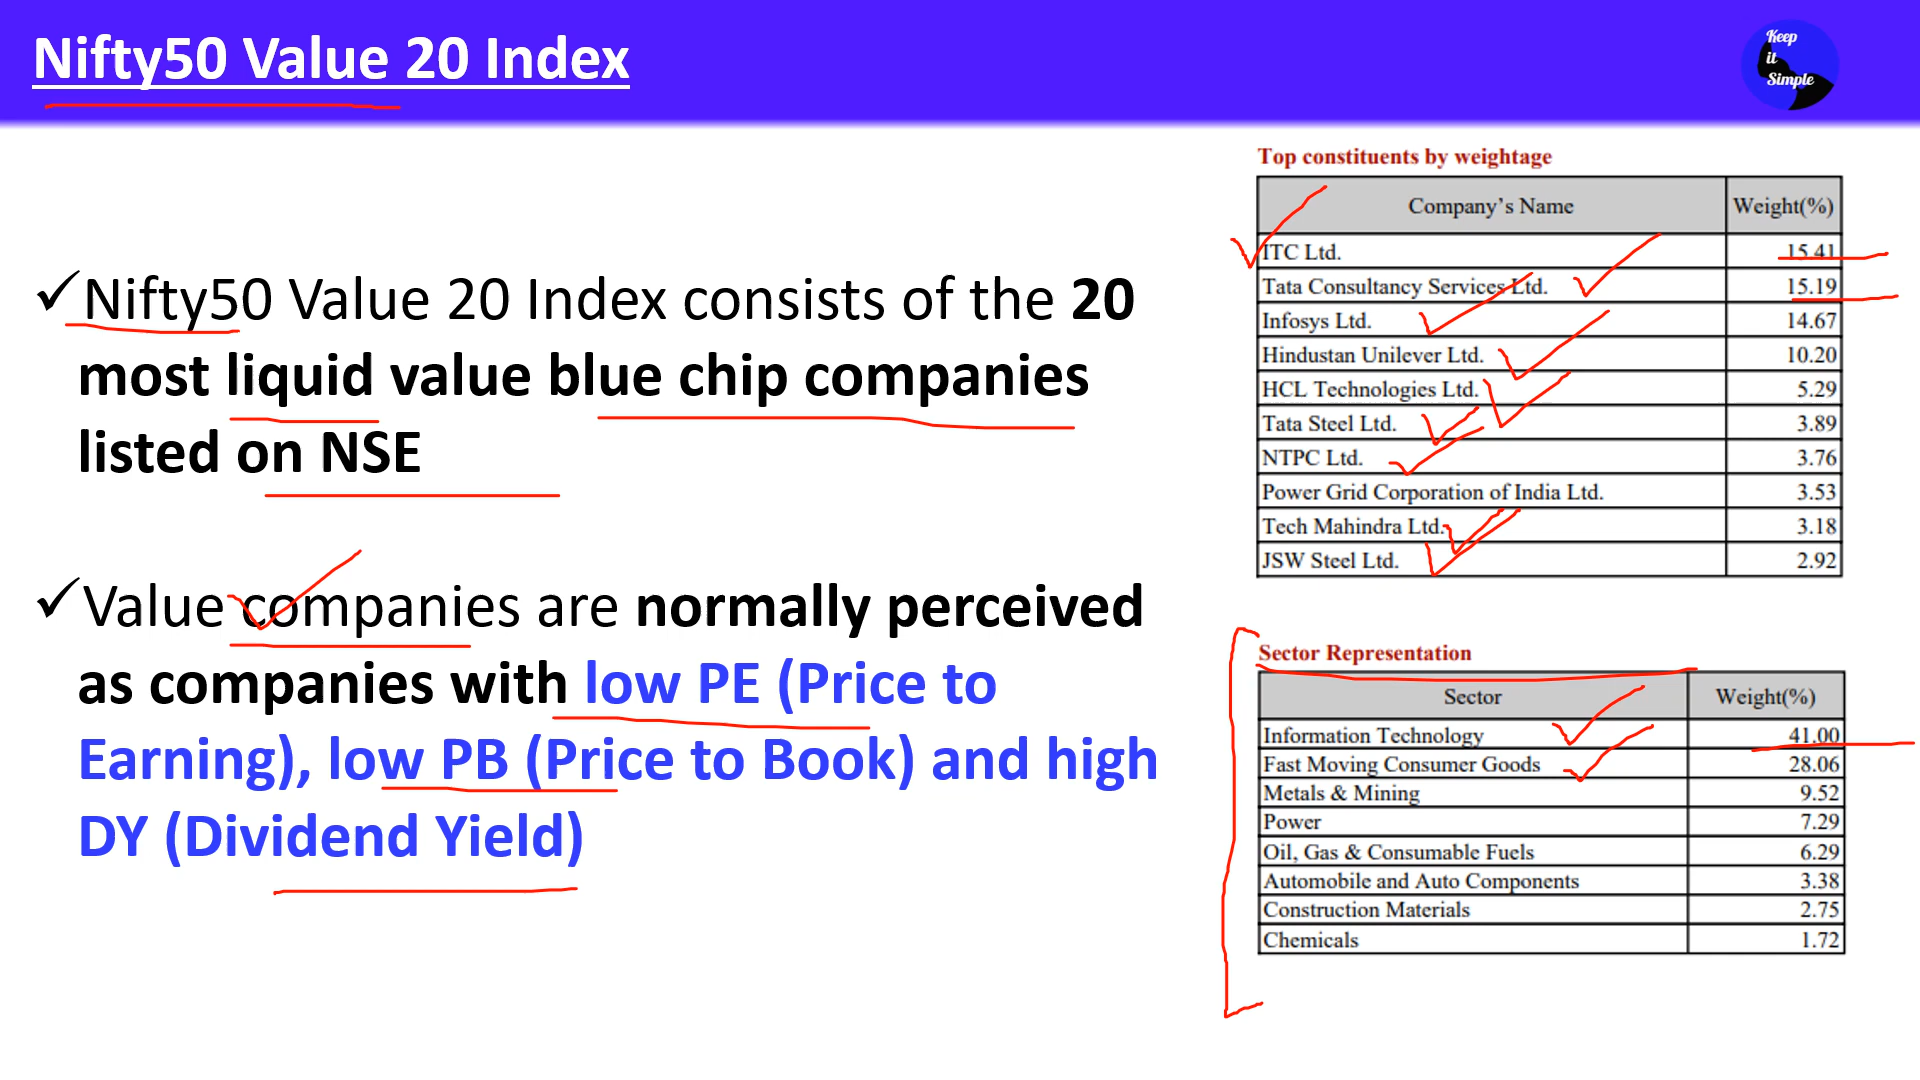 Nifty50 Value 20 Index
Keep
it
Simple
✓Nifty50 Value 20 Index consists of the 20
most liquid value blue chip companies
listed on NSE
✓Value companies are normally perceived
as companies with low PE (Price to
Earning), low PB (Price to Book) and high
DY (Dividend Yield)
Top constituents by weightage
Company's Name Weight(%)
ITC Ltd. 15.41
Tata Consultancy Services Ltd. 15.19
Infosys Ltd. 14.67
Hindustan Unilever Ltd. 10.20
HCL Technologies Ltd. 5.29
Tata Steel Ltd. 3.89
NTPC Ltd. 3.76
Power Grid Corporation of India Ltd. 3.53
Tech Mahindra Ltd. 3.18
JSW Steel Ltd. 2.92
Sector Representation
Sector Weight(%)
Information Technology 41.00
Fast Moving Consumer Goods 28.06
Metals & Mining 9.52
Power 7.29
Oil, Gas & Consumable Fuels 6.29
Automobile and Auto Components 3.38
Construction Materials 2.75
Chemicals 1.72